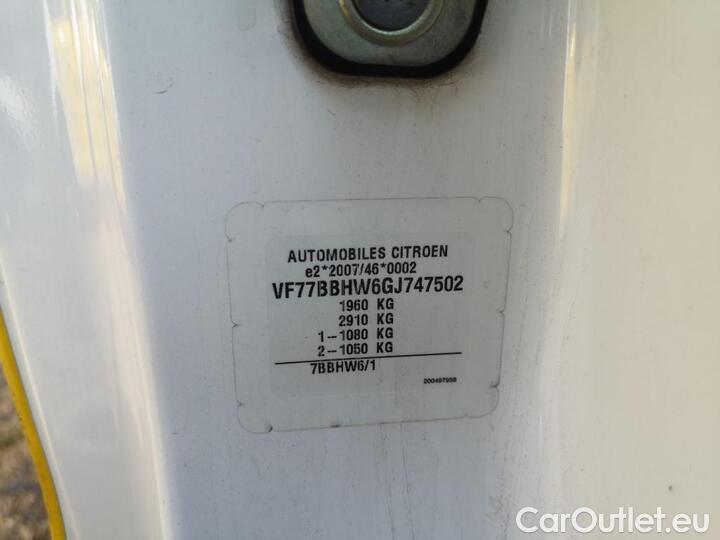 AUTOMOBILES CITROEN
e2*2007/46*0002
VF77BBHW6GJ747502
1960 KG
2910 KG
1-1080 KG
2-1050 KG
7BBHW6/1
200497958
CarOutlet.eu